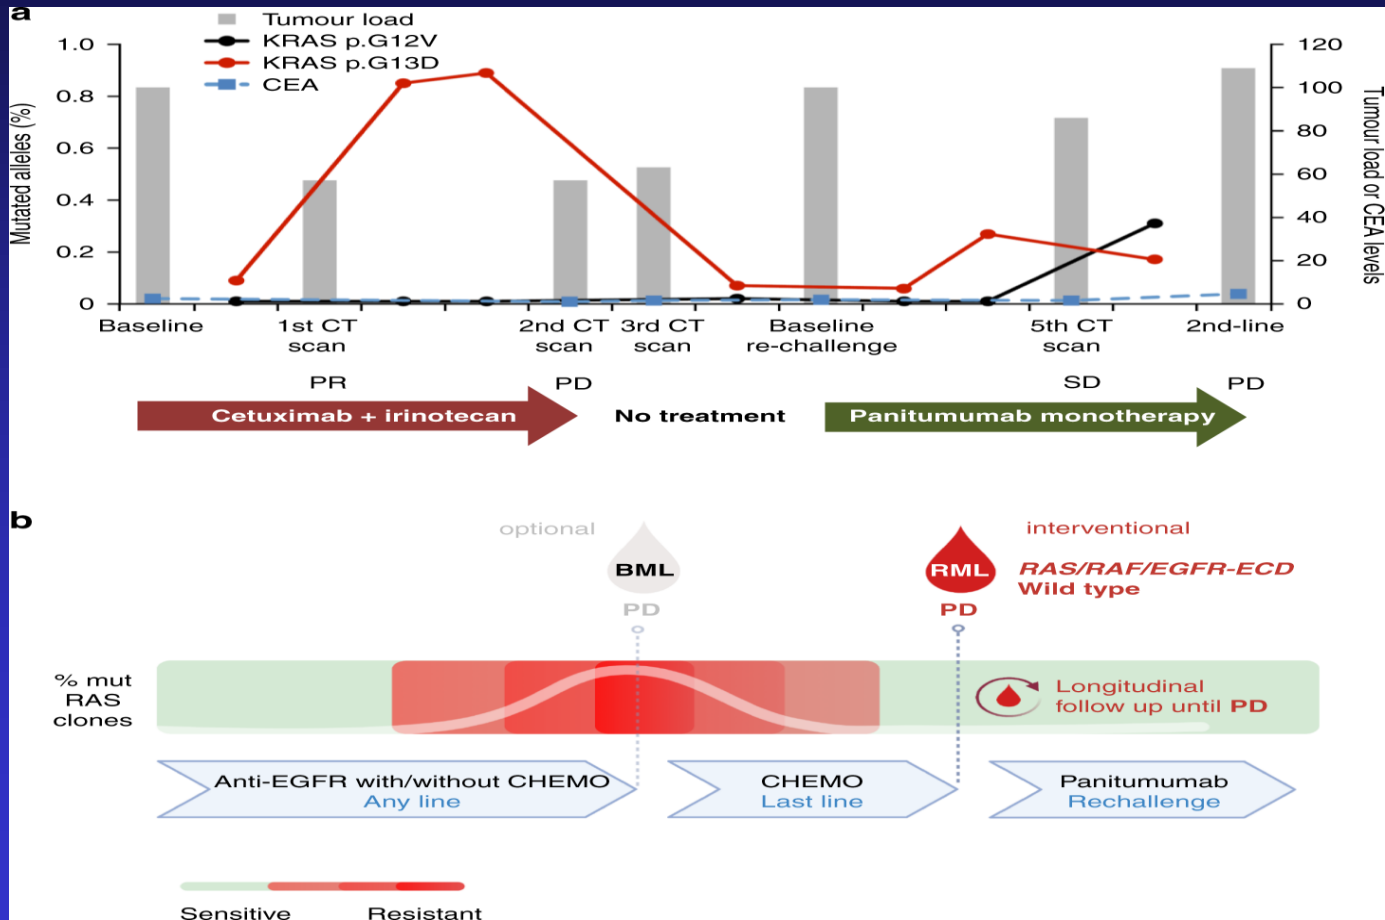 a
Tumour load
KRAS p.G12V
KRAS p.G13D
CEA
Mutated alleles (%)
1.0
0.8
0.6
0.4
0.2
0
Tumour load or CEA levels
120
100
80
60
40
20
0
Baseline
1st CT
scan
2nd CT
scan
3rd CT
scan
Baseline
re-challenge
5th CT
scan
2nd-line
PR
PD
SD
PD
Cetuximab + irinotecan
No treatment
Panitumumab monotherapy
b
optional
BML
PD
interventional
RML
RAS/RAF/EGFR-ECD
Wild type
PD
% mut
RAS
clones
Longitudinal
follow up until PD
Anti-EGFR with/without CHEMO
Any line
CHEMO
Last line
Panitumumab
Rechallenge
Sensitive
Resistant